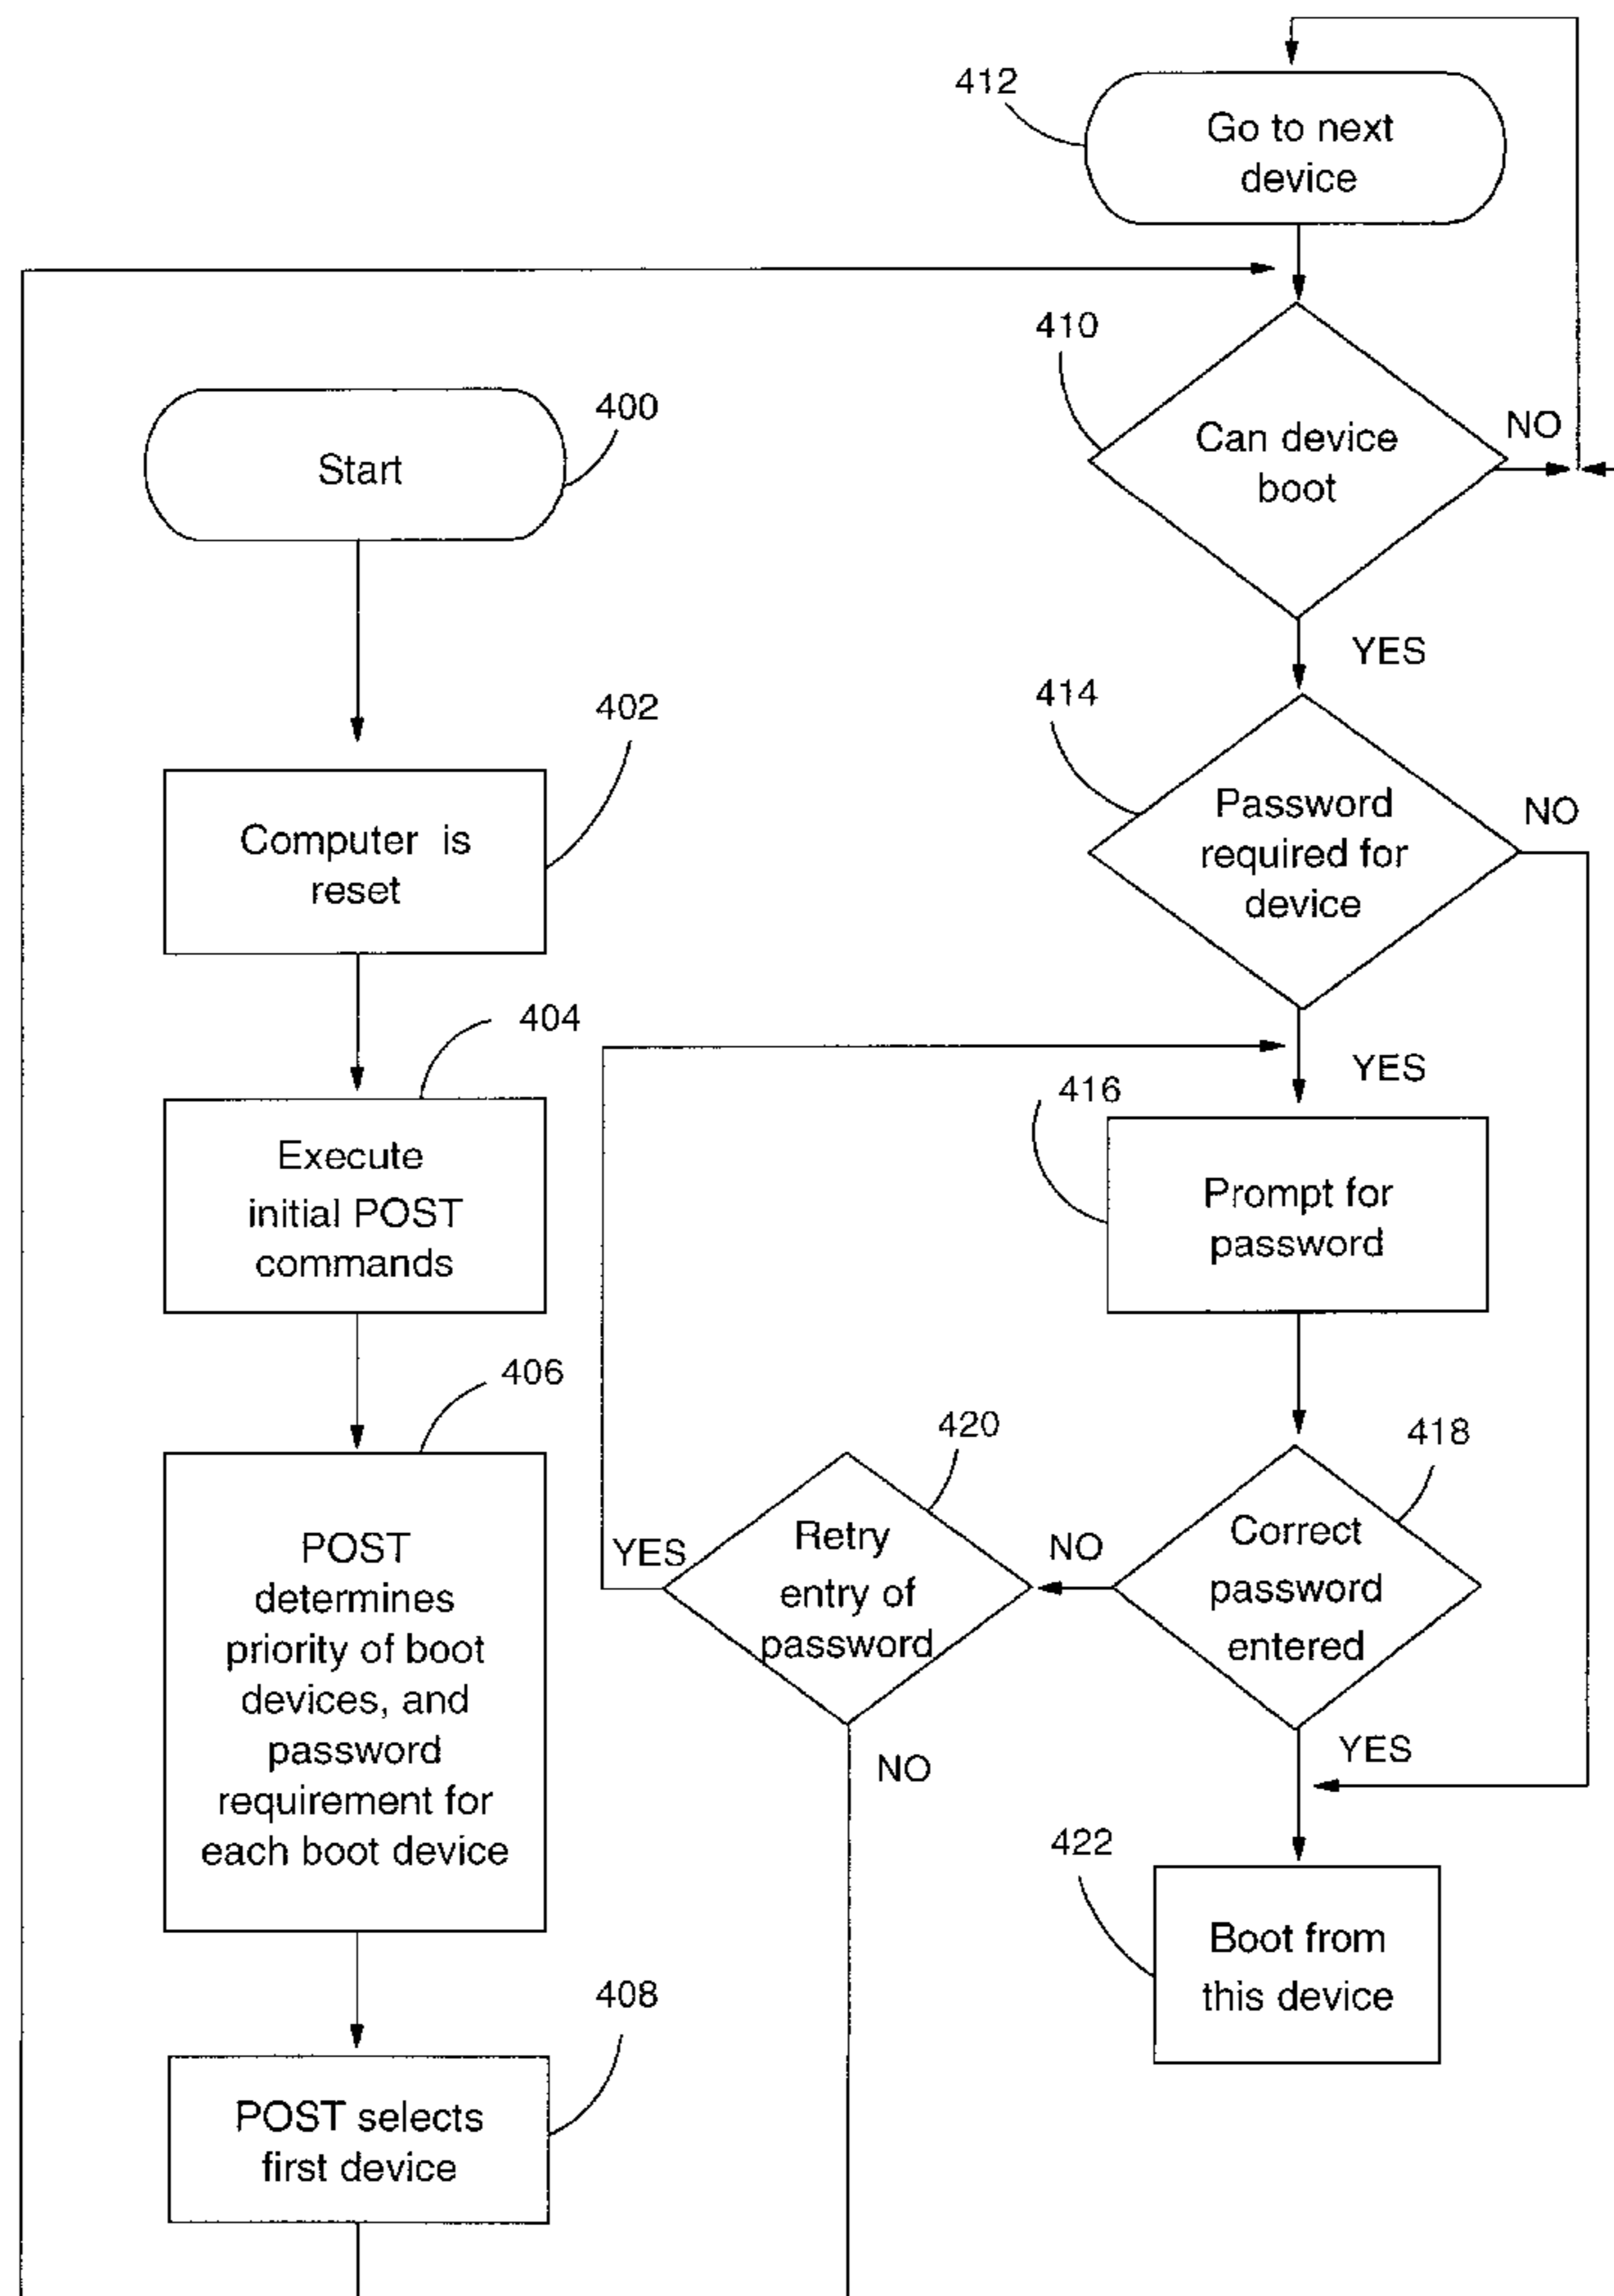 400
Start
402
Computer is
reset
404
Execute
initial POST
commands
406
POST
determines
priority of boot
devices, and
password
requirement for
each boot device
408
POST selects
first device
412
Go to next
device
410
Can device
boot
NO
YES
414
Password
required for
device
NO
YES
416
Prompt for
password
418
Correct
password
entered
NO
YES
420
Retry
entry of
password
YES
NO
422
Boot from
this device